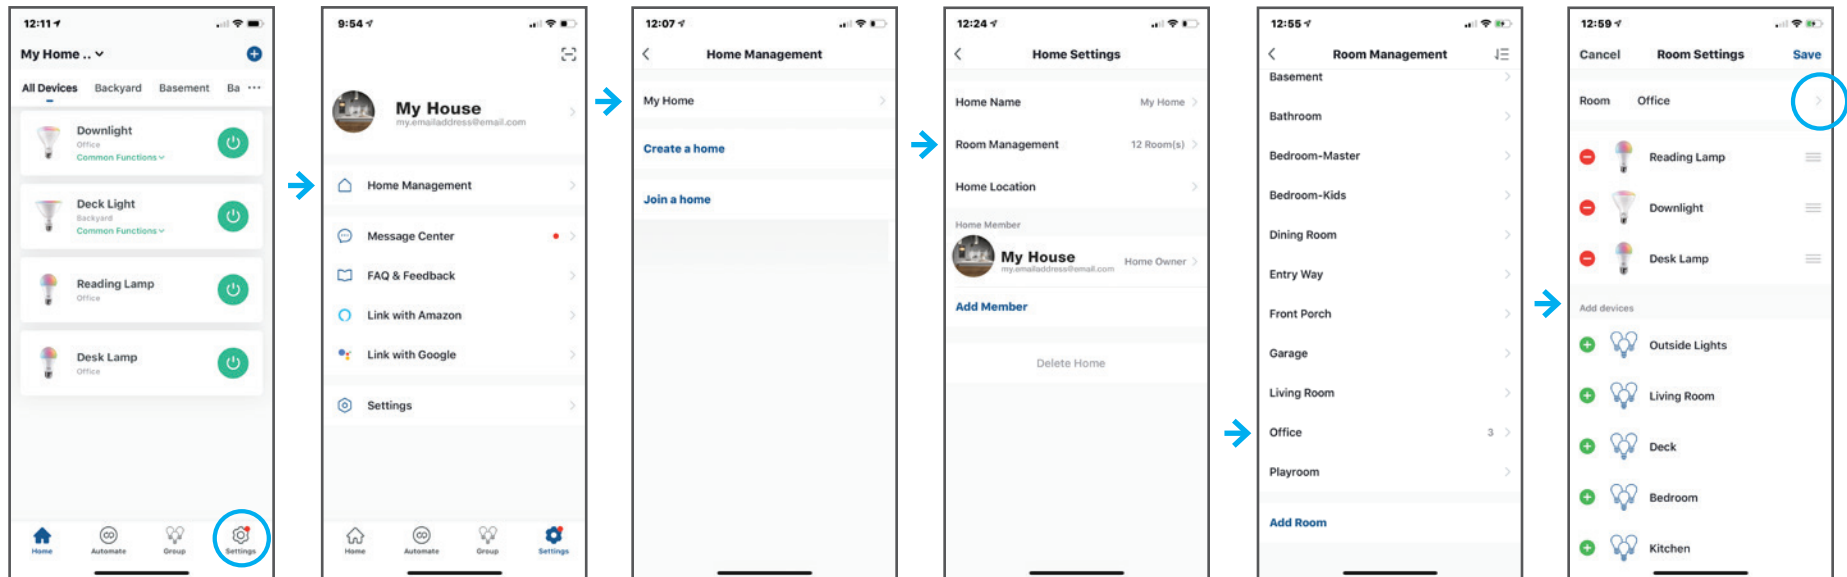 12:11
My Home ..
All Devices Backyard Basement Ba ...
Downlight
Office
Common Functions
Deck Light
Backyard
Common Functions
Reading Lamp
Office
Desk Lamp
Office
Home Automate Group Settings
9:54
My House
my.emailaddress@email.com
Home Management
Message Center
FAQ & Feedback
Link with Amazon
Link with Google
Settings
Home Automate Group Settings
12:07
Home Management
My Home
Create a home
Join a home
12:24
Home Settings
Home Name My Home
Room Management 12 Room(s)
Home Location
Home Member
My House
my.emailaddress@email.com
Home Owner
Add Member
Delete Home
12:55
Room Management
Basement
Bathroom
Bedroom-Master
Bedroom-Kids
Dining Room
Entry Way
Front Porch
Garage
Living Room
Office 3
Playroom
Add Room
12:59
Cancel Room Settings Save
Room Office
Reading Lamp
Downlight
Desk Lamp
Add devices
Outside Lights
Living Room
Deck
Bedroom
Kitchen